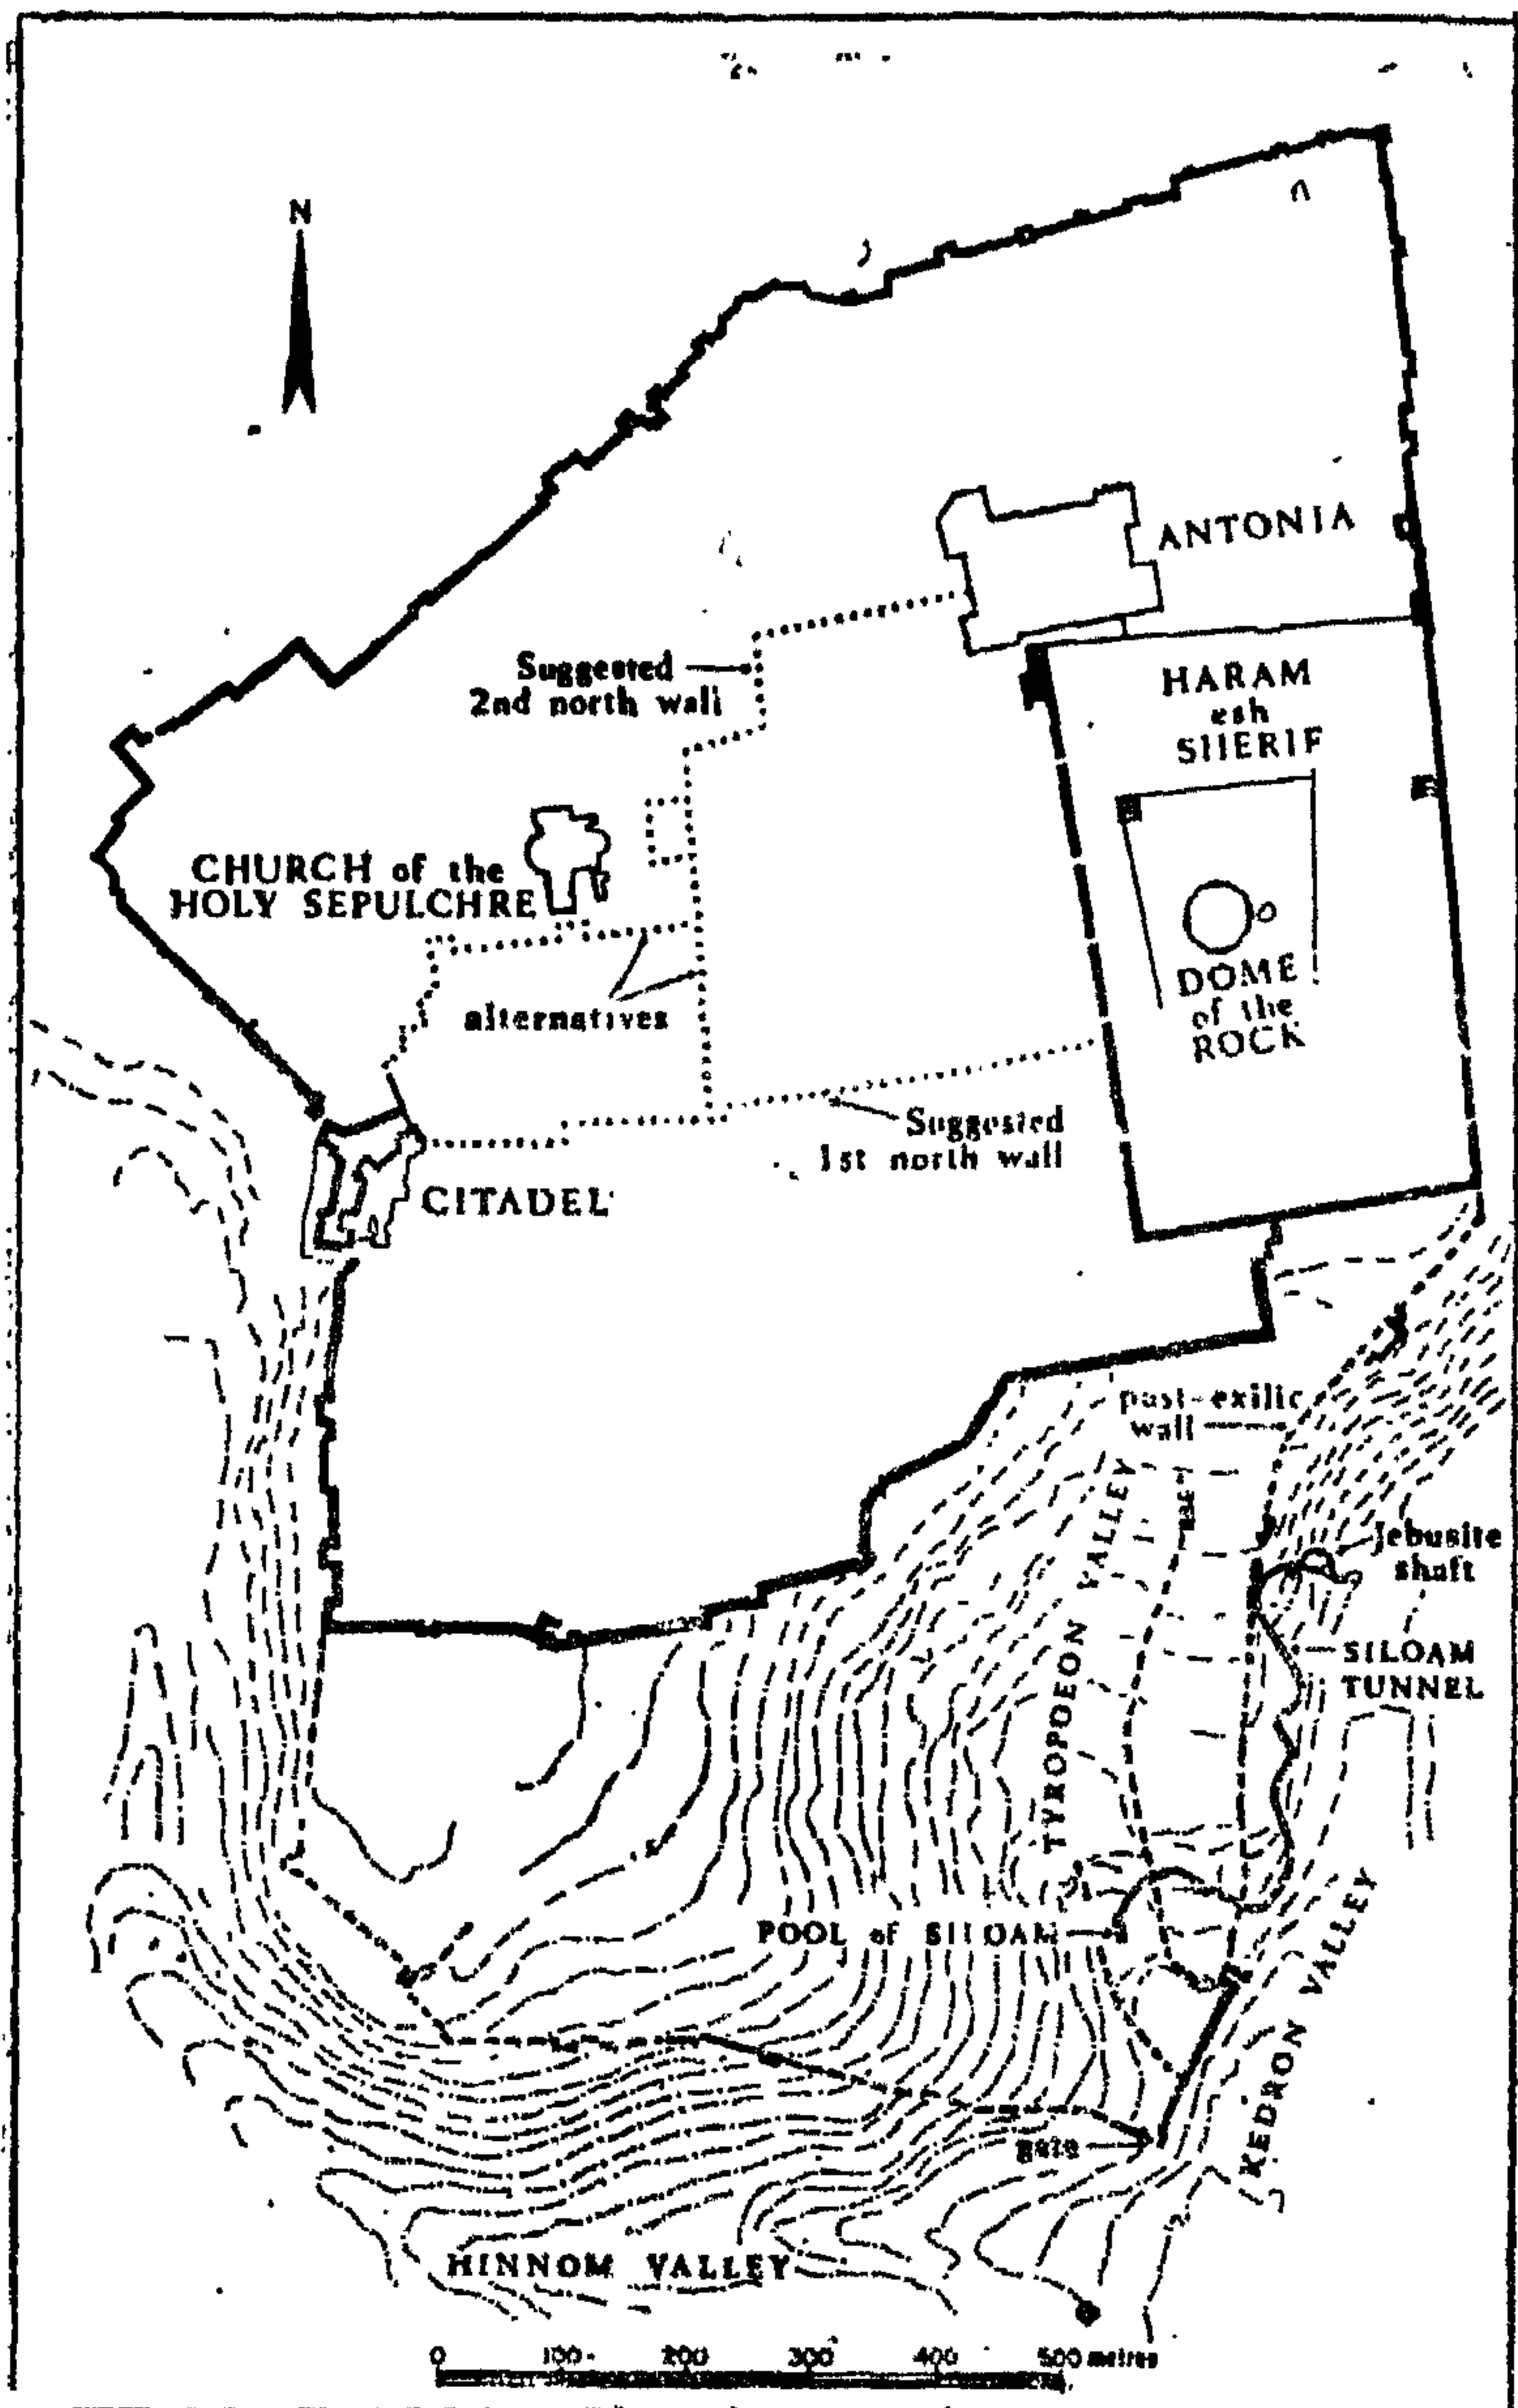 N
ANTONIA
Suggested
2nd north wall
HARAM
esh
SHERIF
CHURCH of the
HOLY SEPULCHRE
DOME
of the
ROCK
alternatives
Suggested
1st north wall
CITADEL
post-exilic
wall
TYROPOEON VALLEY
Jebusite
shaft
SILOAM
TUNNEL
POOL of SILOAM
KEDRON VALLEY
gate
HINNOM VALLEY
0 100 200 300 400 500 metres